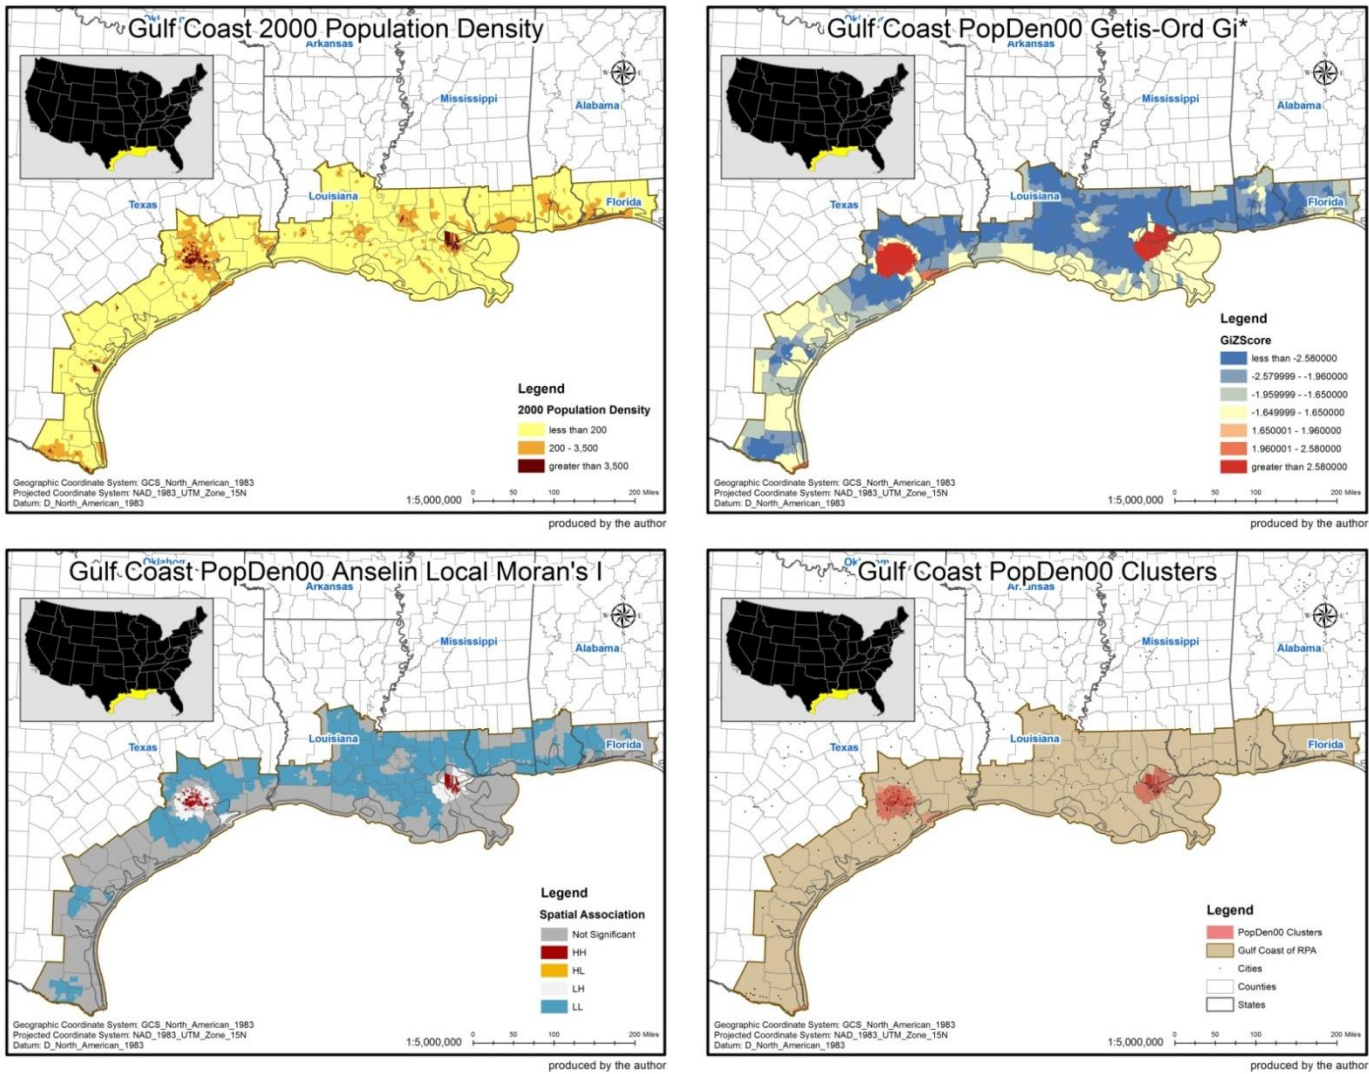 Gulf Coast 2000 Population Density
Arkansas
Mississippi
Alabama
Texas
Louisiana
Florida
Legend
2000 Population Density
less than 200
200 - 3,500
greater than 3,500
Geographic Coordinate System: GCS_North_American_1983
Projected Coordinate System: NAD_1983_UTM_Zone_15N
Datum: D_North_American_1983
1:5,000,000
0 50 100 200 Miles
produced by the author
Gulf Coast PopDen00 Getis-Ord Gi*
Arkansas
Mississippi
Alabama
Texas
Louisiana
Florida
Legend
GiZScore
less than -2.580000
-2.579999 - -1.960000
-1.959999 - -1.650000
-1.649999 - 1.650000
1.650001 - 1.960000
1.960001 - 2.580000
greater than 2.580000
Geographic Coordinate System: GCS_North_American_1983
Projected Coordinate System: NAD_1983_UTM_Zone_15N
Datum: D_North_American_1983
1:5,000,000
0 50 100 200 Miles
produced by the author
Oklahoma
Gulf Coast PopDen00 Anselin Local Moran's I
Arkansas
Mississippi
Alabama
Texas
Louisiana
Florida
Legend
Spatial Association
Not Significant
HH
HL
LH
LL
Geographic Coordinate System: GCS_North_American_1983
Projected Coordinate System: NAD_1983_UTM_Zone_15N
Datum: D_North_American_1983
1:5,000,000
0 50 100 200 Miles
produced by the author
Gulf Coast PopDen00 Clusters
Arkansas
Mississippi
Alabama
Texas
Louisiana
Florida
Legend
PopDen00 Clusters
Gulf Coast of RPA
Cities
Counties
States
Geographic Coordinate System: GCS_North_American_1983
Projected Coordinate System: NAD_1983_UTM_Zone_15N
Datum: D_North_American_1983
1:5,000,000
0 50 100 200 Miles
produced by the author